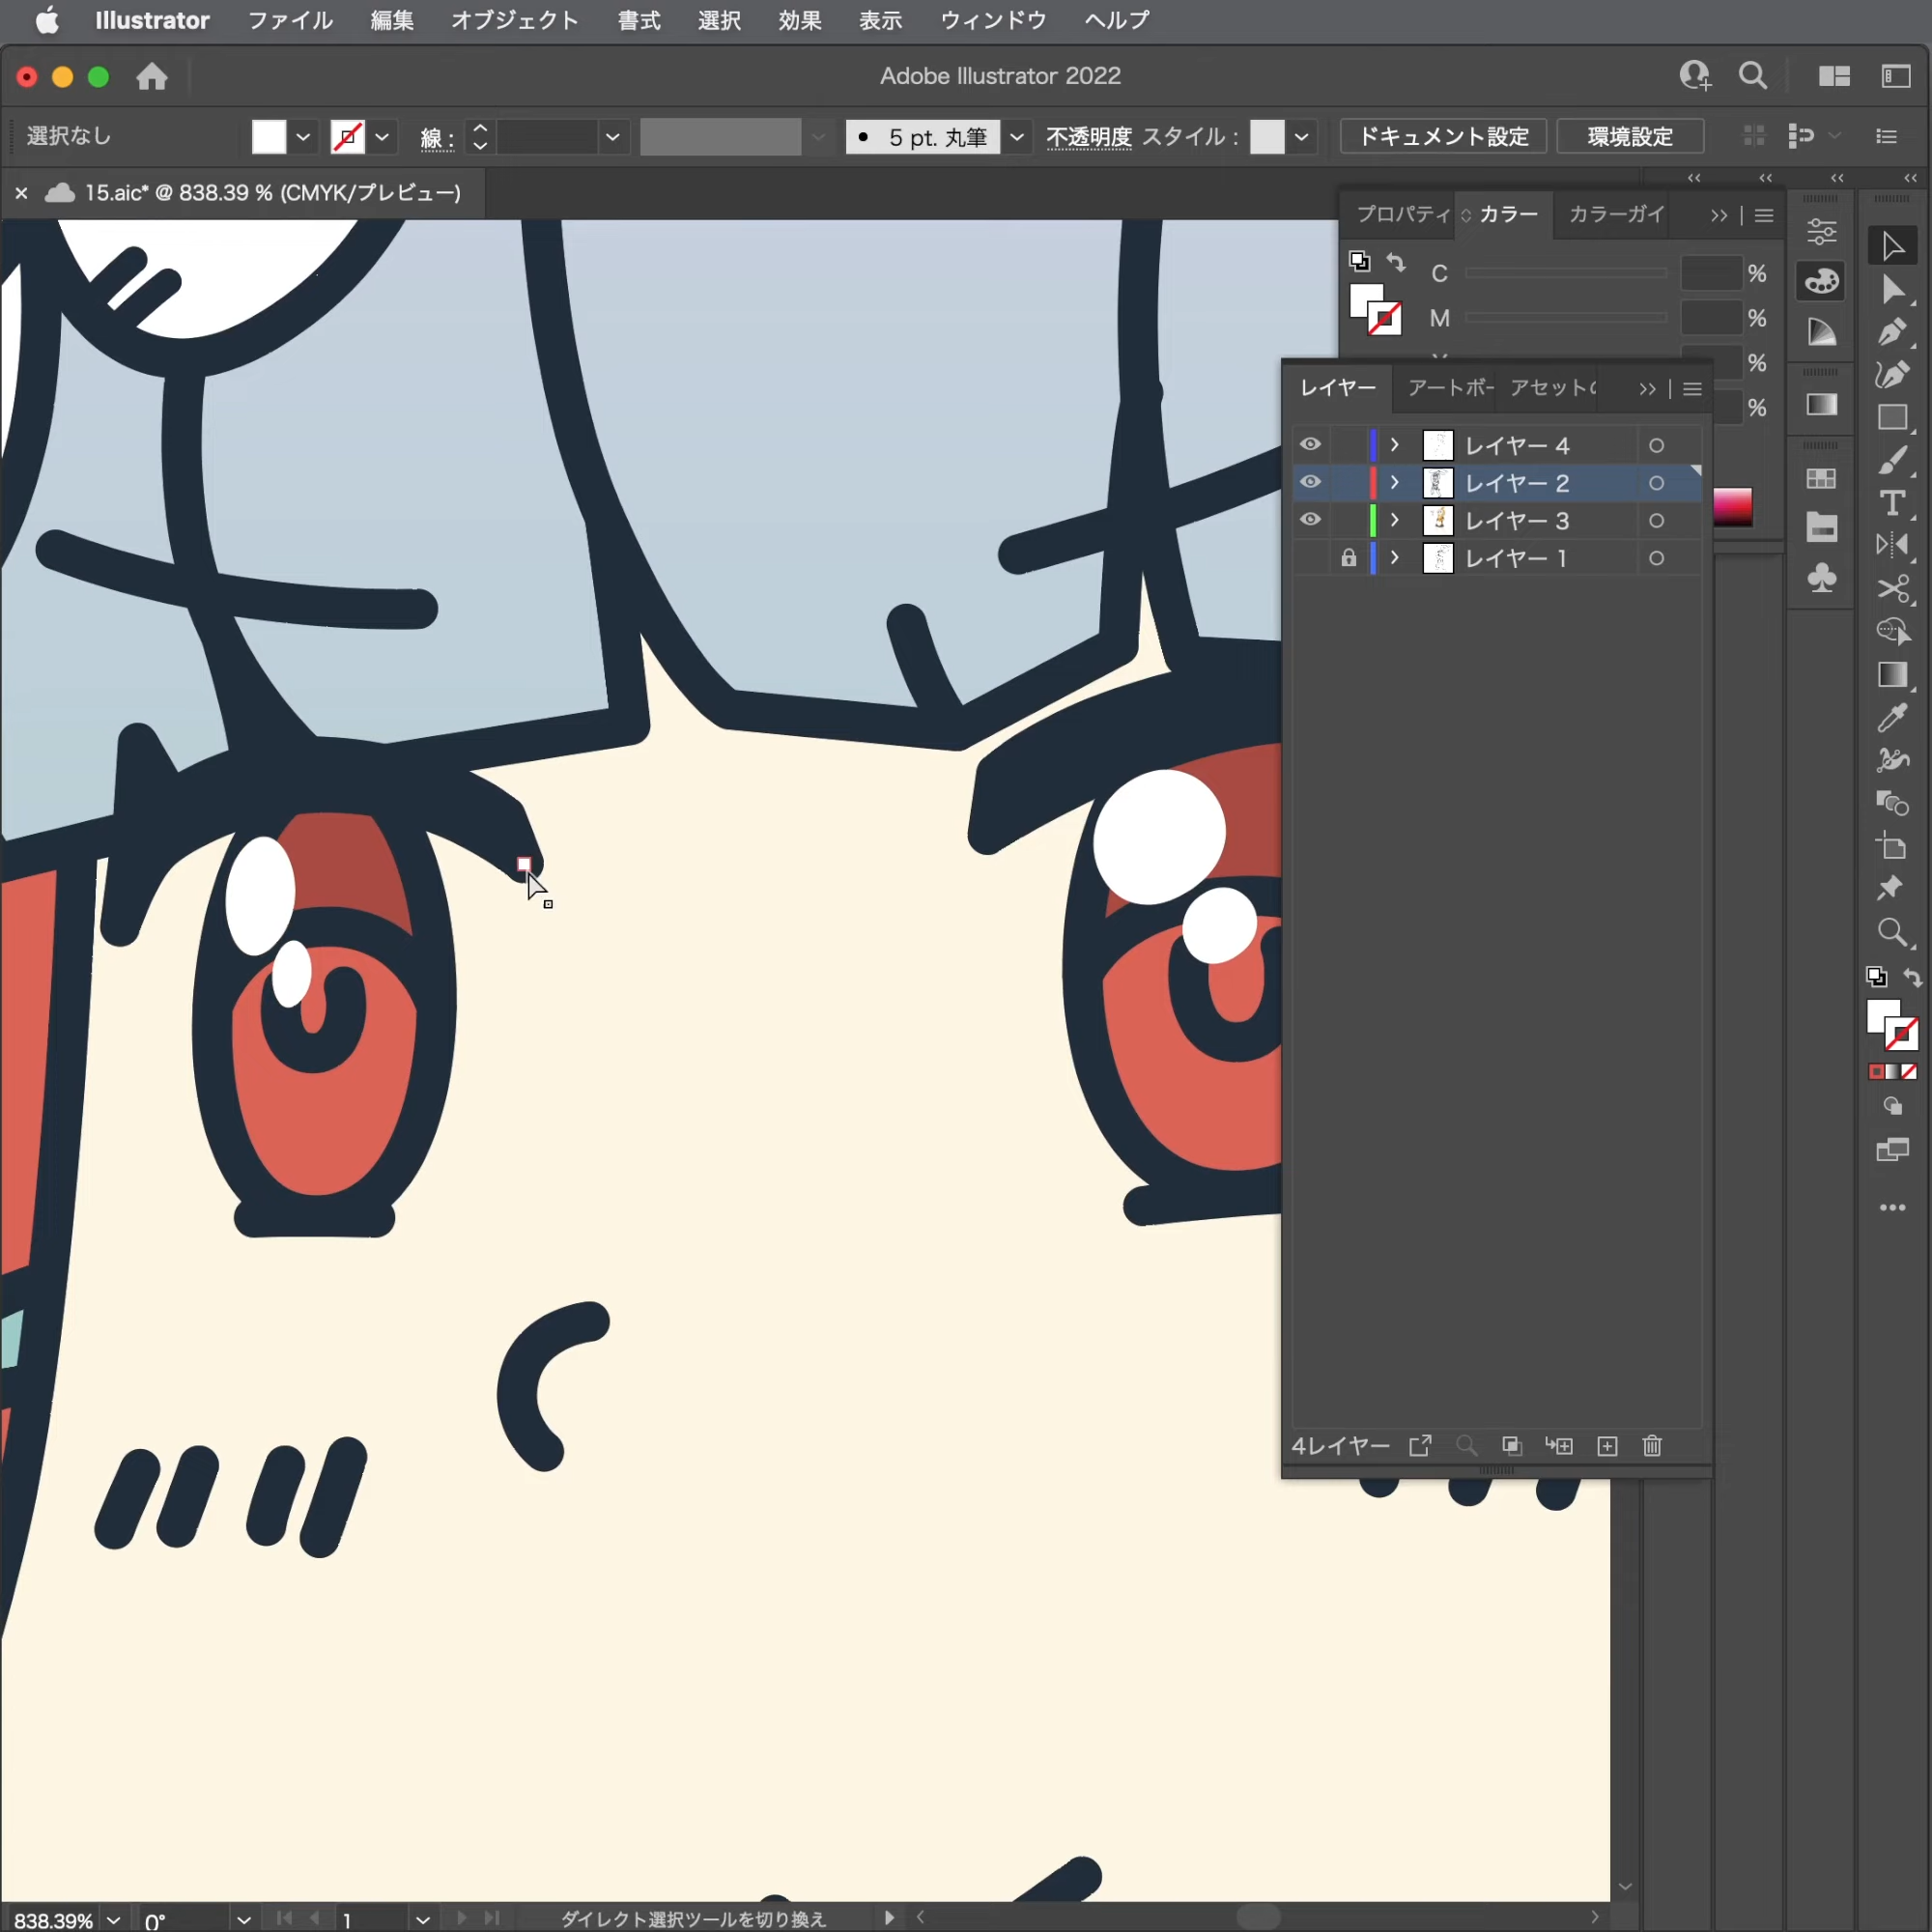 Illustrator ファイル 編集 オブジェクト 書式 選択 効果 表示 ウィンドウ ヘルプ
Adobe Illustrator 2022
選択なし 線： 5 pt. 丸筆 不透明度 スタイル： ドキュメント設定 環境設定
× 15.aic* @ 838.39 % (CMYK/プレビュー)
プロパティ カラー カラーガイ
C %
M %
%
%
レイヤー アートボー アセットの
レイヤー 4
レイヤー 2
レイヤー 3
レイヤー 1
4レイヤー
838.39% 0° 1 ダイレクト選択ツールを切り換え